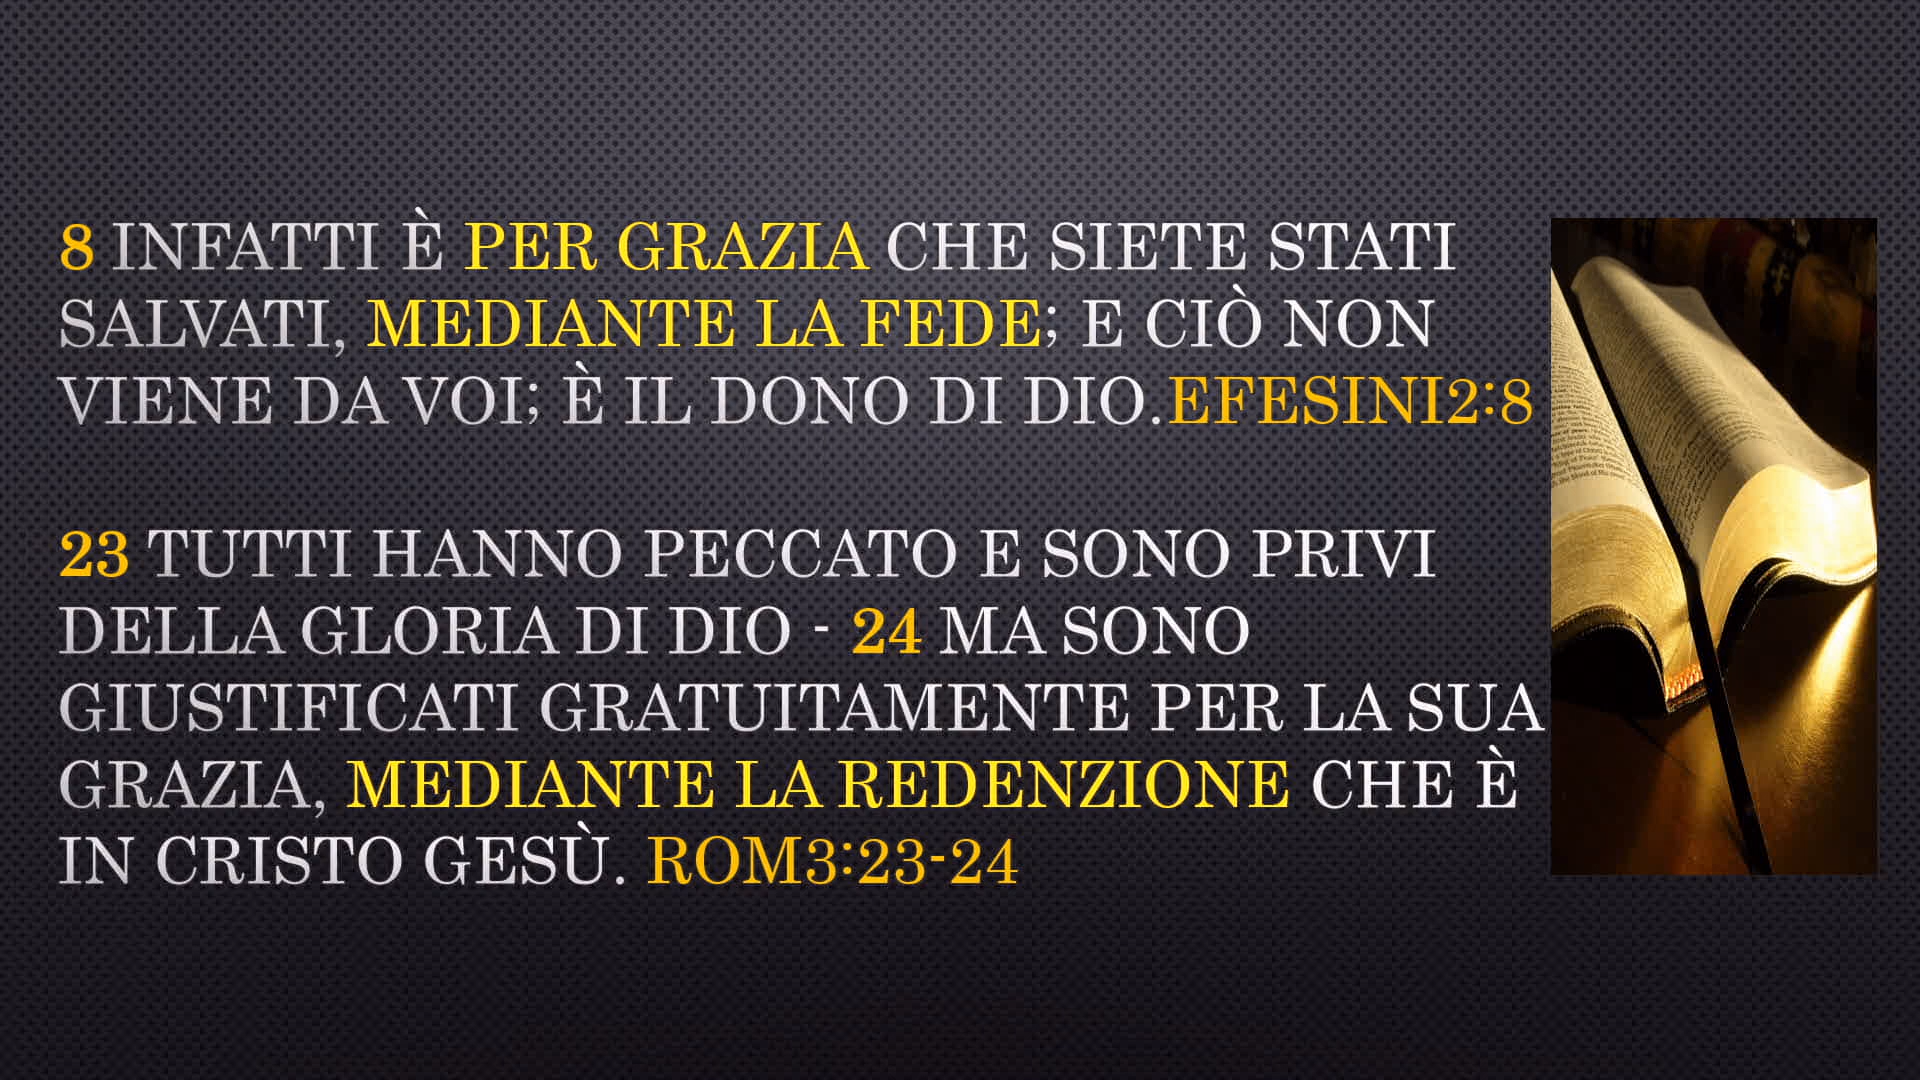 8 INFATTI È PER GRAZIA CHE SIETE STATI
SALVATI, MEDIANTE LA FEDE; E CIÒ NON
VIENE DA VOI; È IL DONO DI DIO.EFESINI2:8
23 TUTTI HANNO PECCATO E SONO PRIVI
DELLA GLORIA DI DIO - 24 MA SONO
GIUSTIFICATI GRATUITAMENTE PER LA SUA
GRAZIA, MEDIANTE LA REDENZIONE CHE È
IN CRISTO GESÙ. ROM3:23-24